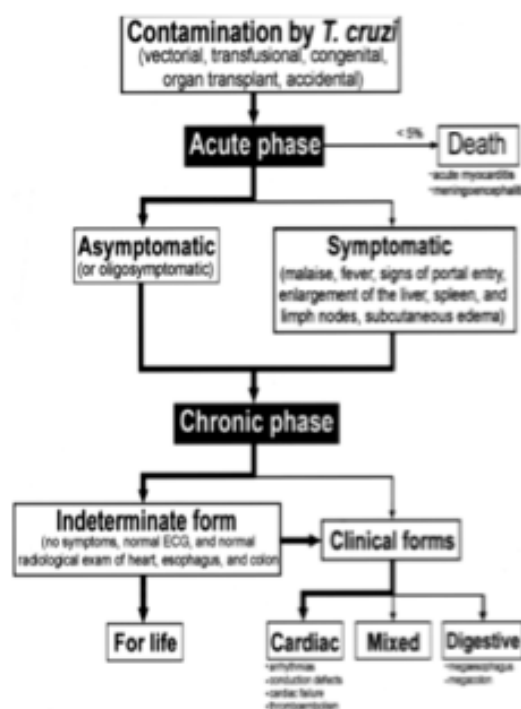 Contamination by T. cruzi
(vectorial, transfusional, congenital,
organ transplant, accidental)
Acute phase
< 5%
Death
•acute myocarditis
•meningoencephalitis
Asymptomatic
(or oligosymptomatic)
Symptomatic
(malaise, fever, signs of portal entry,
enlargement of the liver, spleen, and
limph nodes, subcutaneous edema)
Chronic phase
Indeterminate form
(no symptoms, normal ECG, and normal
radiological exam of heart, esophagus, and colon
Clinical forms
For life
Cardiac
•arrhythmias
•conduction defects
•cardiac failure
•thromboembolism
Mixed
Digestive
•megaesophagus
•megacolon